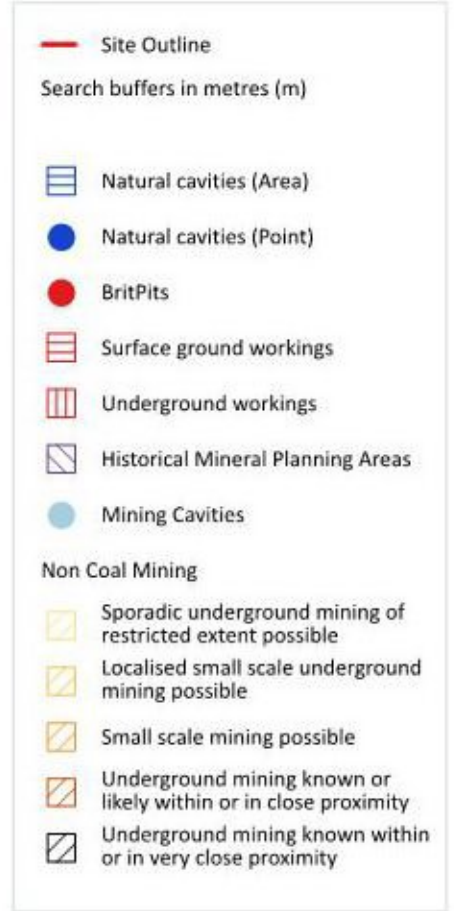 Site Outline
Search buffers in metres (m)
Natural cavities (Area)
Natural cavities (Point)
BritPits
Surface ground workings
Underground workings
Historical Mineral Planning Areas
Mining Cavities
Non Coal Mining
Sporadic underground mining of
restricted extent possible
Localised small scale underground
mining possible
Small scale mining possible
Underground mining known or
likely within or in close proximity
Underground mining known within
or in very close proximity